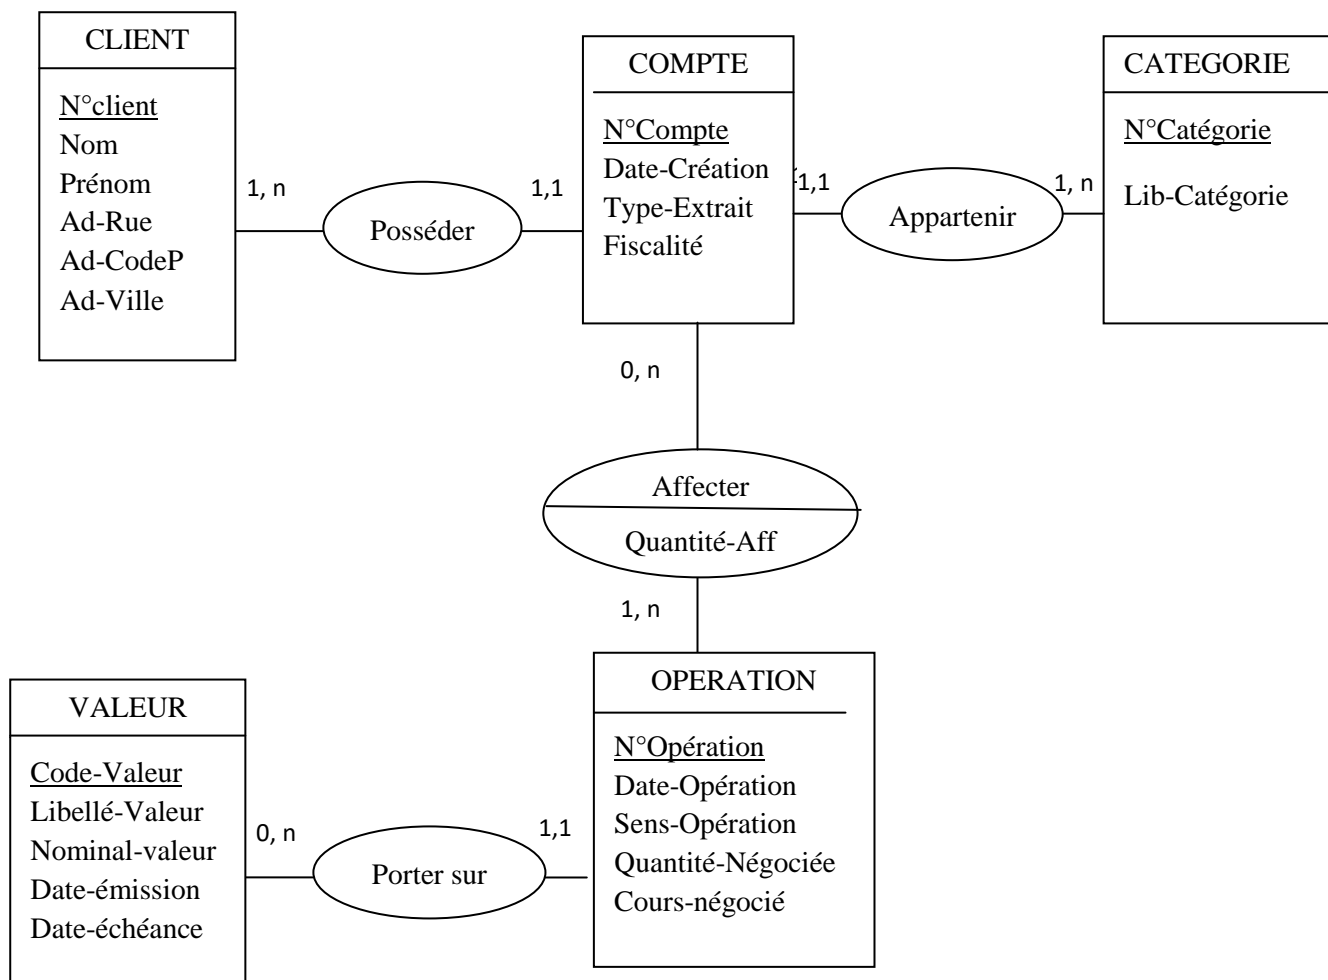 CLIENT
N°client
Nom
Prénom
Ad-Rue
Ad-CodeP
Ad-Ville
1, n
Posséder
1,1
COMPTE
N°Compte
Date-Création
Type-Extrait
Fiscalité
1,1
Appartenir
1, n
CATEGORIE
N°Catégorie
Lib-Catégorie
0, n
Affecter
Quantité-Aff
1, n
VALEUR
Code-Valeur
Libellé-Valeur
Nominal-valeur
Date-émission
Date-échéance
0, n
Porter sur
1,1
OPERATION
N°Opération
Date-Opération
Sens-Opération
Quantité-Négociée
Cours-négocié